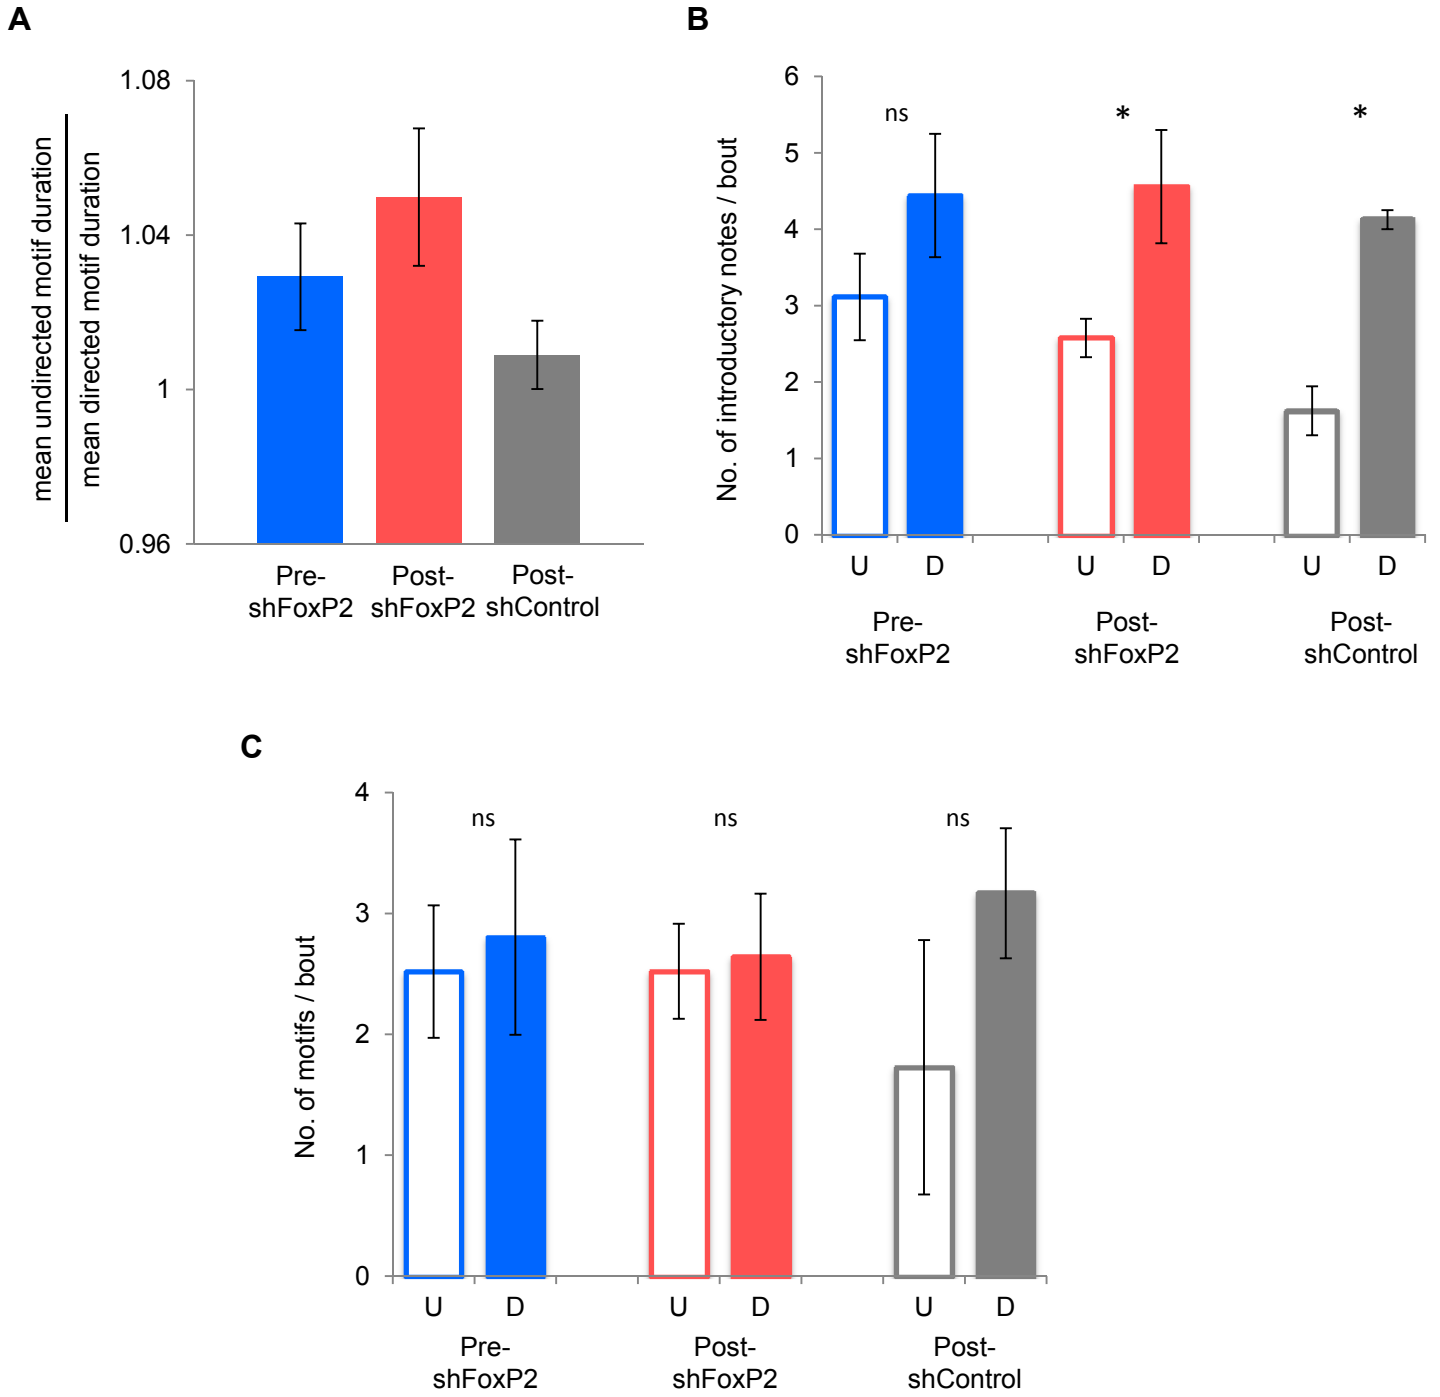 A
mean undirected motif duration
mean directed motif duration
1.08
1.04
1
0.96
Pre-
shFoxP2
Post-
shFoxP2
Post-
shControl
B
No. of introductory notes / bout
6
5
4
3
2
1
0
ns
*
*
U
D
U
D
U
D
Pre-
shFoxP2
Post-
shFoxP2
Post-
shControl
C
No. of motifs / bout
4
3
2
1
0
ns
ns
ns
U
D
U
D
U
D
Pre-
shFoxP2
Post-
shFoxP2
Post-
shControl